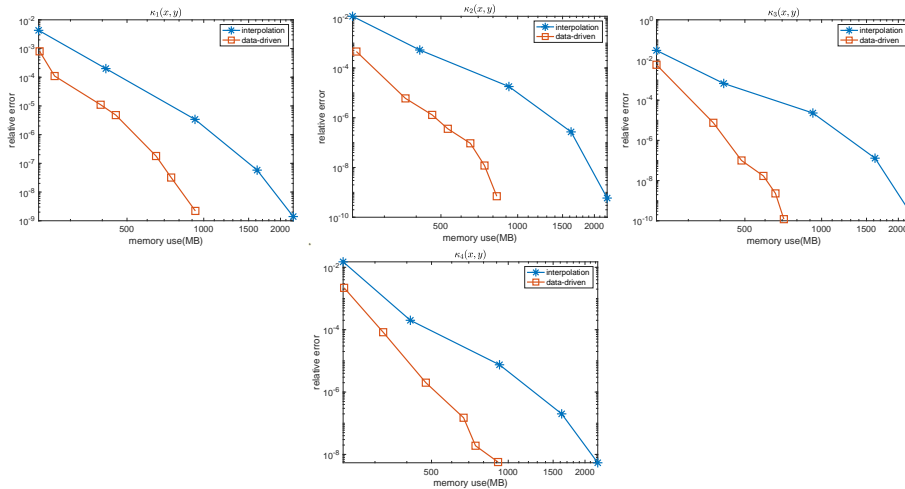 κ₁(x, y)
interpolation
data-driven
10⁻²
10⁻³
10⁻⁴
10⁻⁵
10⁻⁶
10⁻⁷
10⁻⁸
10⁻⁹
relative error
500 1000 1500 2000
memory use(MB)
κ₂(x, y)
interpolation
data-driven
10⁻²
10⁻⁴
10⁻⁶
10⁻⁸
10⁻¹⁰
relative error
500 1000 1500 2000
memory use(MB)
κ₃(x, y)
interpolation
data-driven
10⁰
10⁻²
10⁻⁴
10⁻⁶
10⁻⁸
10⁻¹⁰
relative error
500 1000 1500 2000
memory use(MB)
κ₄(x, y)
interpolation
data-driven
10⁻²
10⁻⁴
10⁻⁶
10⁻⁸
relative error
500 1000 1500 2000
memory use(MB)